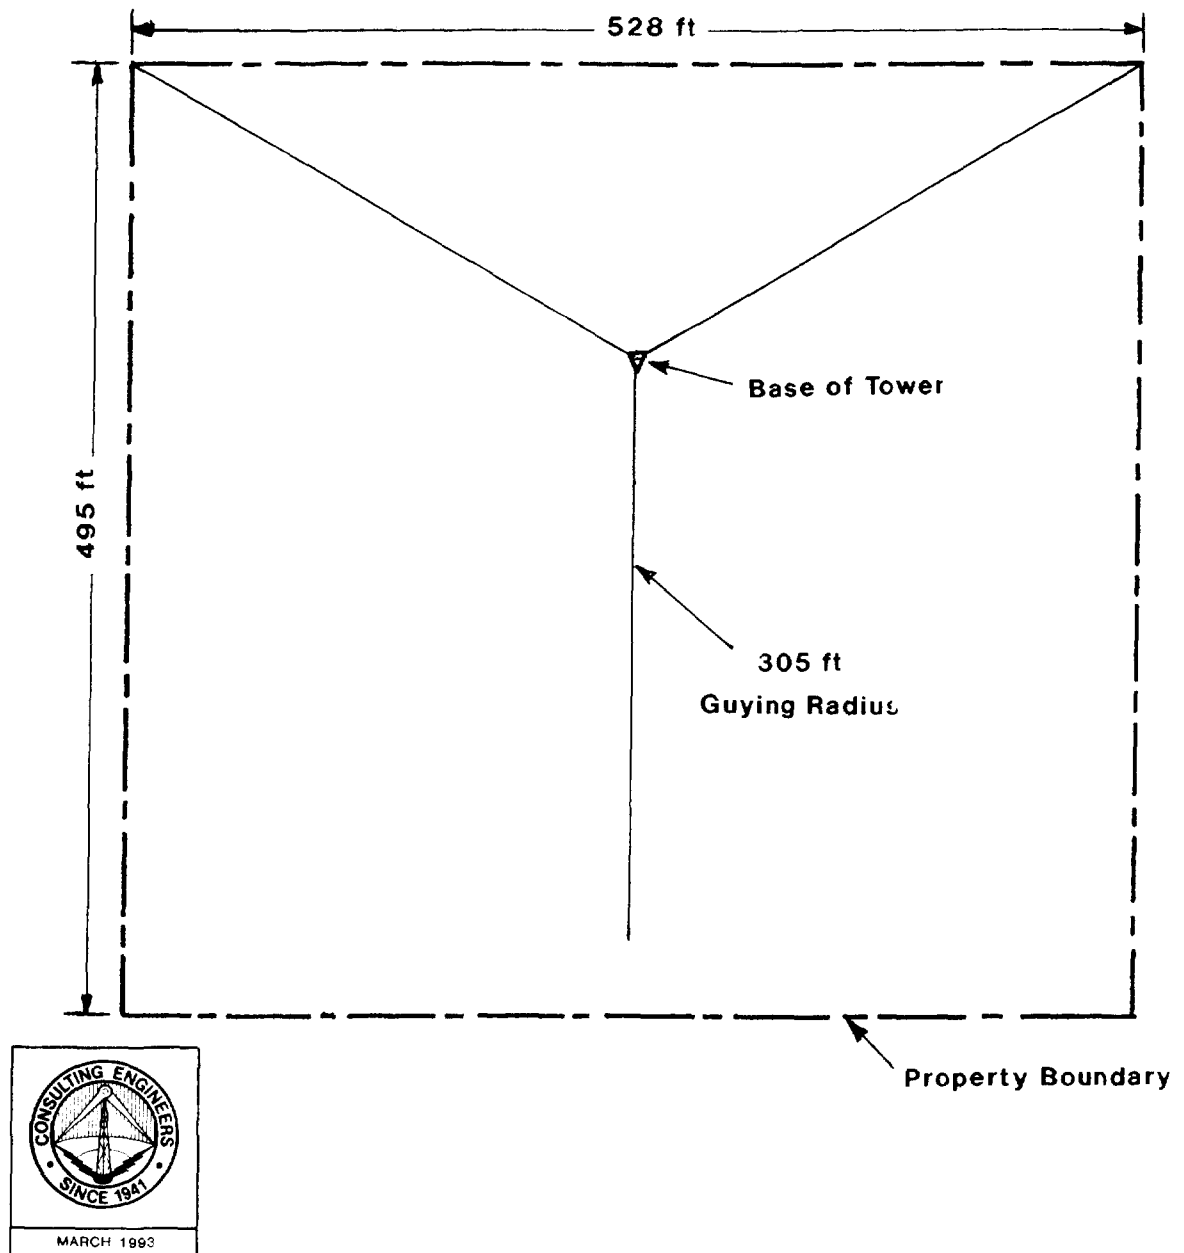 528 ft
495 ft
Base of Tower
305 ft
Guying Radius
Property Boundary
CONSULTING ENGINEERS
• SINCE 1941 •
MARCH 1993